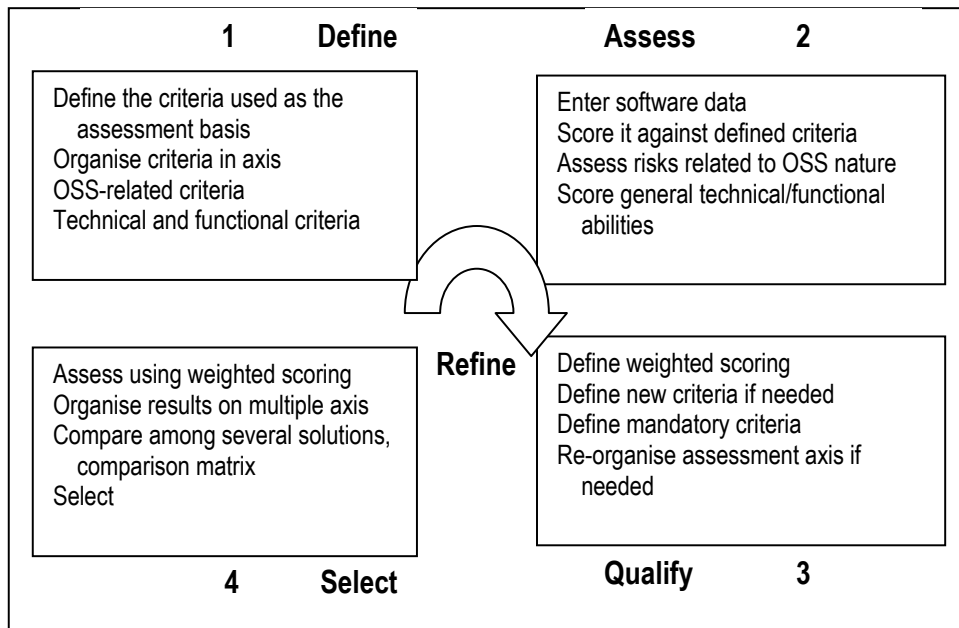 1 Define
Assess 2
Define the criteria used as the
assessment basis
Organise criteria in axis
OSS-related criteria
Technical and functional criteria
Enter software data
Score it against defined criteria
Assess risks related to OSS nature
Score general technical/functional
abilities
Refine
Assess using weighted scoring
Organise results on multiple axis
Compare among several solutions,
comparison matrix
Select
Define weighted scoring
Define new criteria if needed
Define mandatory criteria
Re-organise assessment axis if
needed
4 Select
Qualify 3